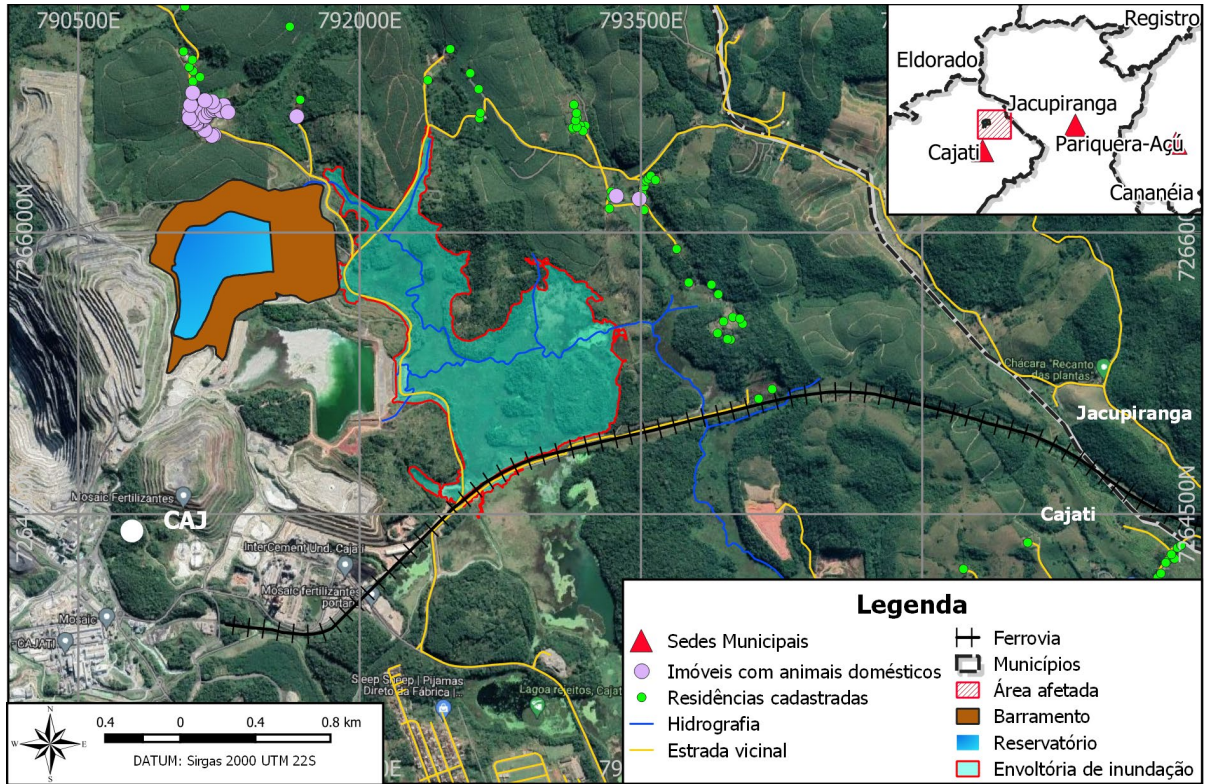 790500E
792000E
793500E
7266000N
7266000N
7264500N
Registro
Eldorado
Jacupiranga
Cajati
Pariquera-Açú
Cananéia
Chácara "Recanto
das plantas"
Jacupiranga
Cajati
Mosaic Fertilizantes
CAJ
InterCement Und. Cajati
Mosaic fertilizantes
portar
Mosaic
CAJATI
Sleep Sheep | Pijamas
Direto da Fábrica |...
Lagoa rejeitos, Cajat
Legenda
Sedes Municipais
Imóveis com animais domésticos
Residências cadastradas
Hidrografia
Estrada vicinal
Ferrovia
Municípios
Área afetada
Barramento
Reservatório
Envoltória de inundação
N
W E
S
0.4 0 0.4 0.8 km
DATUM: Sirgas 2000 UTM 22S